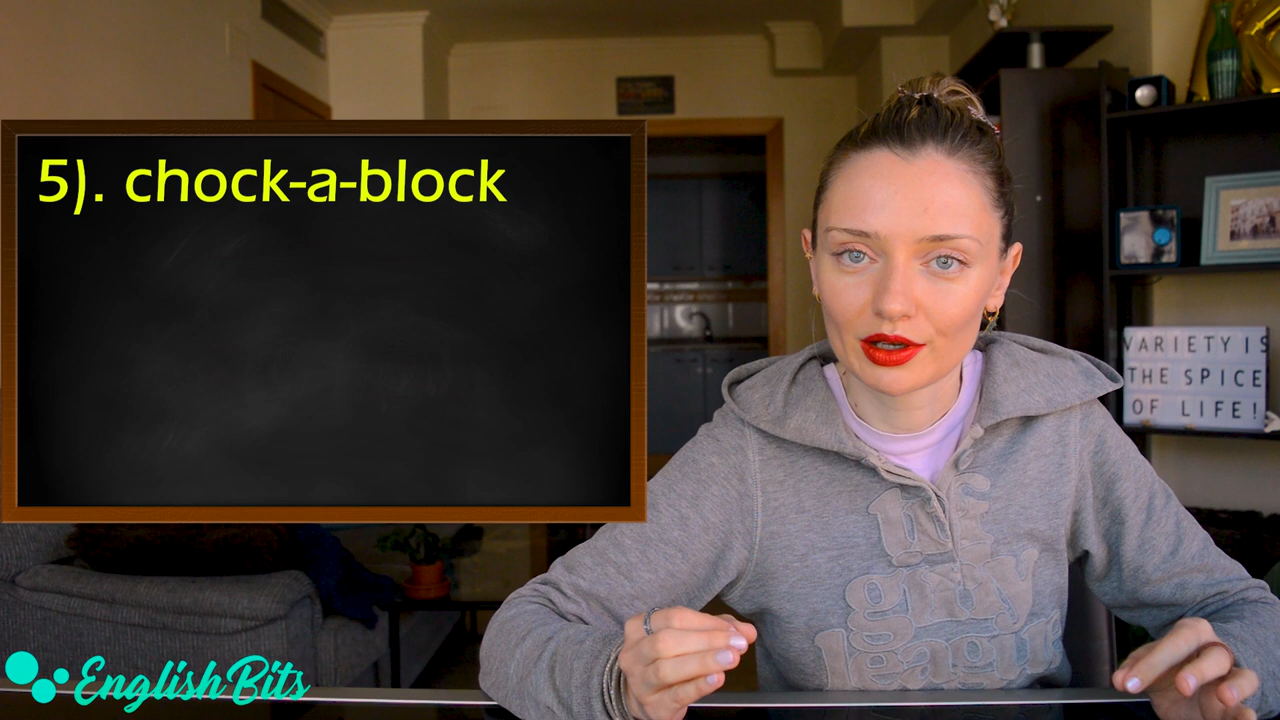 5). chock-a-block
VARIETY IS
THE SPICE
OF LIFE!
EnglishBits